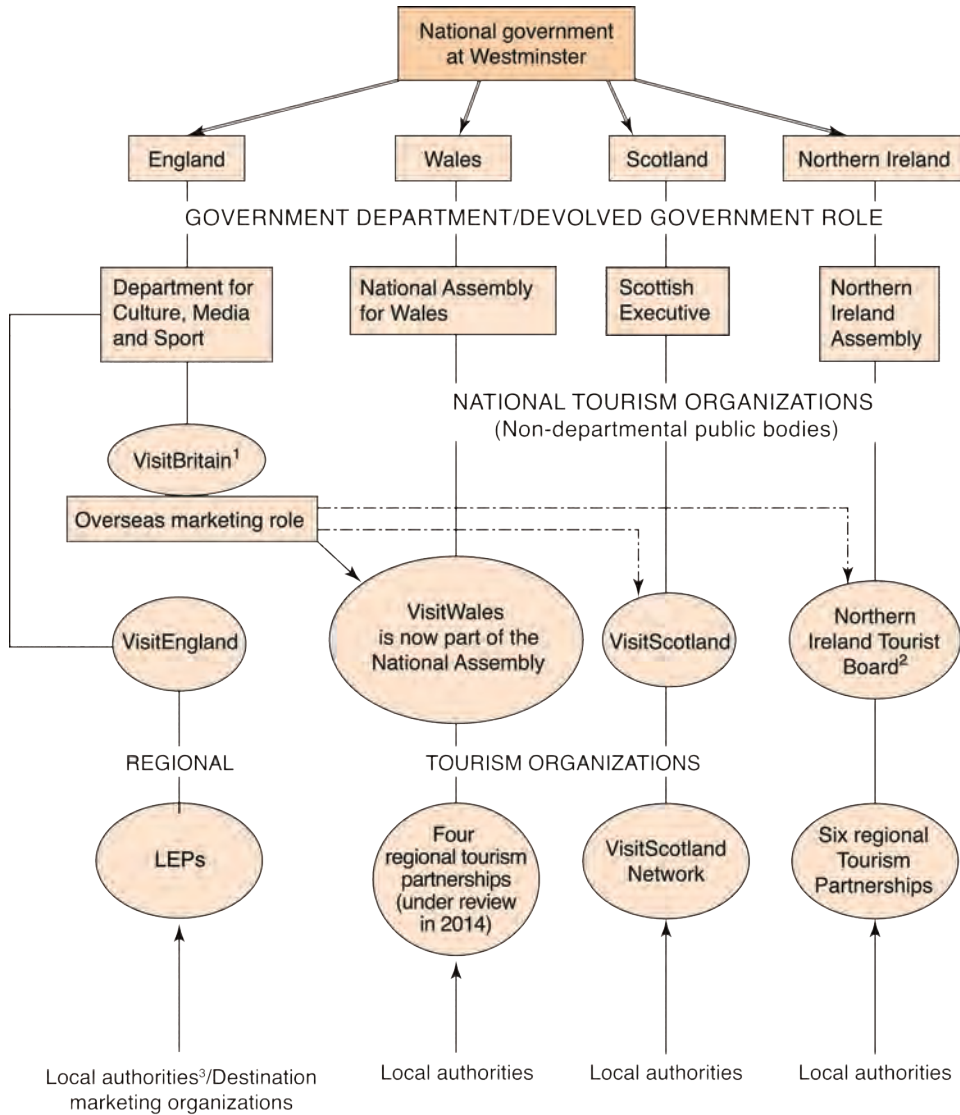 National government
at Westminster
England
Wales
Scotland
Northern Ireland
GOVERNMENT DEPARTMENT/DEVOLVED GOVERNMENT ROLE
Department for
Culture, Media
and Sport
National Assembly
for Wales
Scottish
Executive
Northern
Ireland
Assembly
NATIONAL TOURISM ORGANIZATIONS
(Non-departmental public bodies)
VisitBritain¹
Overseas marketing role
VisitEngland
VisitWales
is now part of the
National Assembly
VisitScotland
Northern
Ireland Tourist
Board²
REGIONAL
TOURISM ORGANIZATIONS
LEPs
Four
regional tourism
partnerships
(under review
in 2014)
VisitScotland
Network
Six regional
Tourism
Partnerships
Local authorities³/Destination
marketing organizations
Local authorities
Local authorities
Local authorities